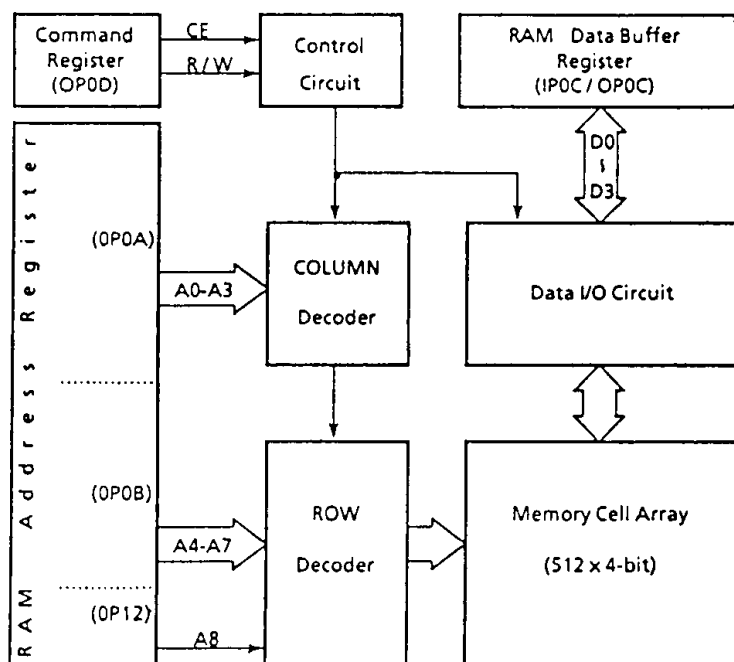 Command
Register
(OP0D)
CE
R/W
Control
Circuit
RAM Data Buffer
Register
(IP0C / OP0C)
D0
~
D3
RAM Address Register
(OP0A)
A0-A3
COLUMN
Decoder
Data I/O Circuit
(OP0B)
A4-A7
ROW
Decoder
Memory Cell Array
(512 x 4-bit)
(OP12)
A8